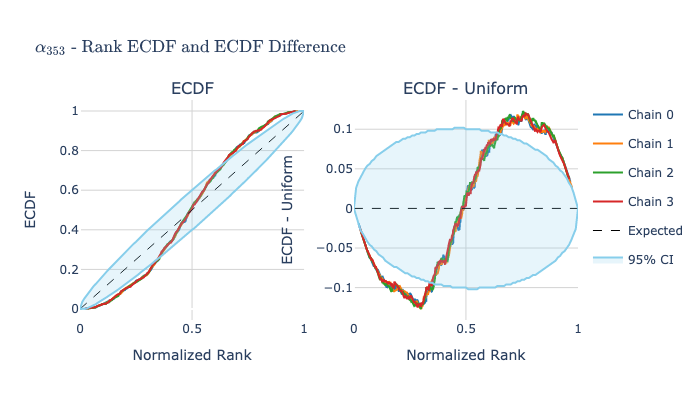 α353 - Rank ECDF and ECDF Difference
ECDF
ECDF - Uniform
ECDF
1
0.8
0.6
0.4
0.2
0
0
0.5
1
Normalized Rank
ECDF - Uniform
0.1
0.05
0
−0.05
−0.1
0
0.5
1
Normalized Rank
Chain 0
Chain 1
Chain 2
Chain 3
Expected
95% CI